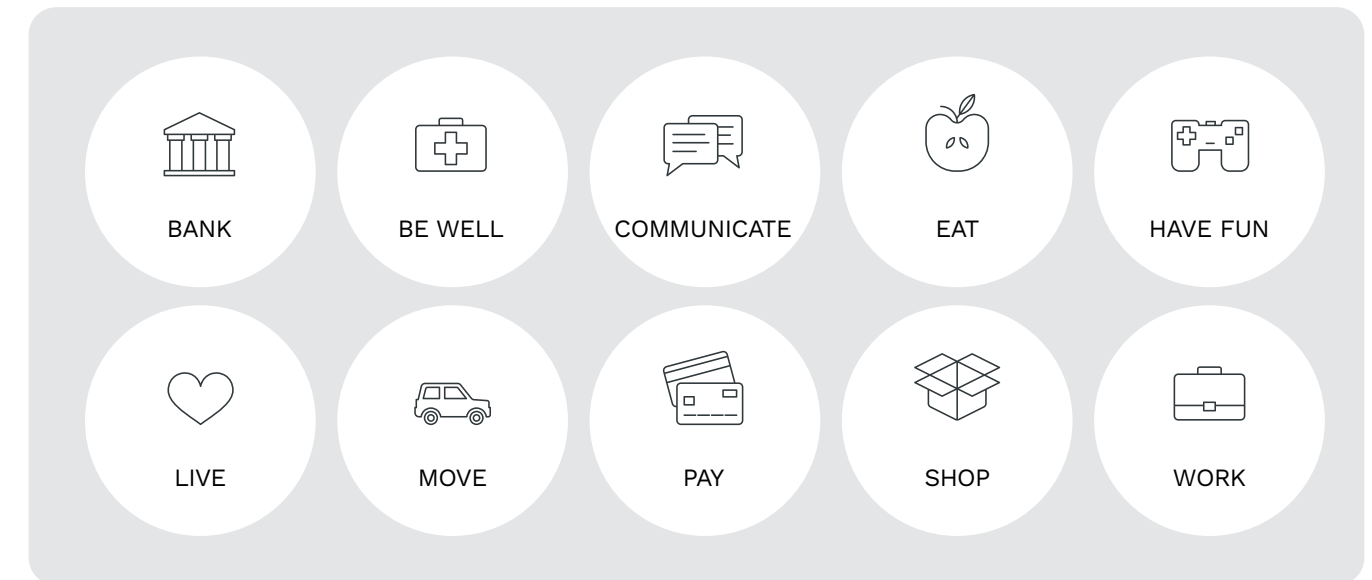 BANK
BE WELL
COMMUNICATE
EAT
HAVE FUN
LIVE
MOVE
PAY
SHOP
WORK